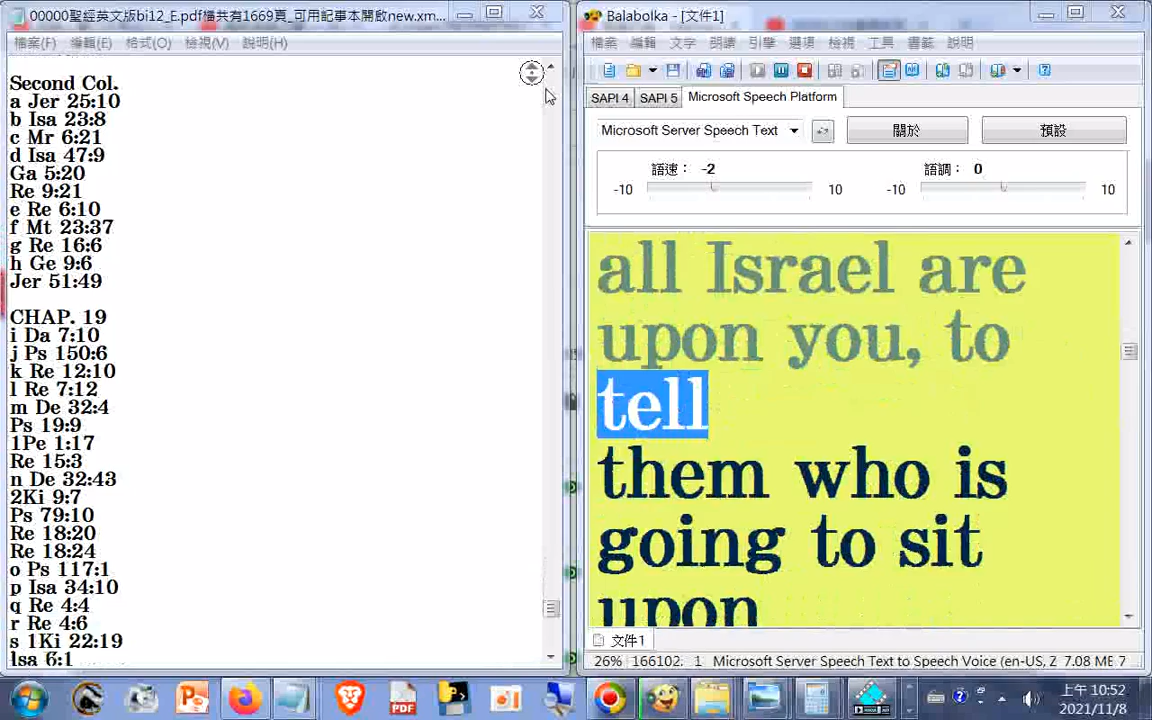 00000聖經英文版bi12_E.pdf檔共有1669頁_可用記事本開啟new.xm...
檔案(F) 編輯(E) 格式(O) 檢視(V) 說明(H)
Second Col.
a Jer 25:10
b Isa 23:8
c Mr 6:21
d Isa 47:9
Ga 5:20
Re 9:21
e Re 6:10
f Mt 23:37
g Re 16:6
h Ge 9:6
Jer 51:49
CHAP. 19
i Da 7:10
j Ps 150:6
k Re 12:10
l Re 7:12
m De 32:4
Ps 19:9
1Pe 1:17
Re 15:3
n De 32:43
2Ki 9:7
Ps 79:10
Re 18:20
Re 18:24
o Ps 117:1
p Isa 34:10
q Re 4:4
r Re 4:6
s 1Ki 22:19
Isa 6:1
Balabolka - [文件1]
檔案 編輯 文字 朗讀 引擎 選項 檢視 工具 書籤 說明
SAPI 4 SAPI 5 Microsoft Speech Platform
Microsoft Server Speech Text 關於 預設
語速： -2 語調： 0
-10 10 -10 10
all Israel are
upon you, to
tell
them who is
going to sit
upon
文件1
26% 166102. 1 Microsoft Server Speech Text to Speech Voice (en-US, Z 7.08 ME 7
PDF
上午 10:52
2021/11/8